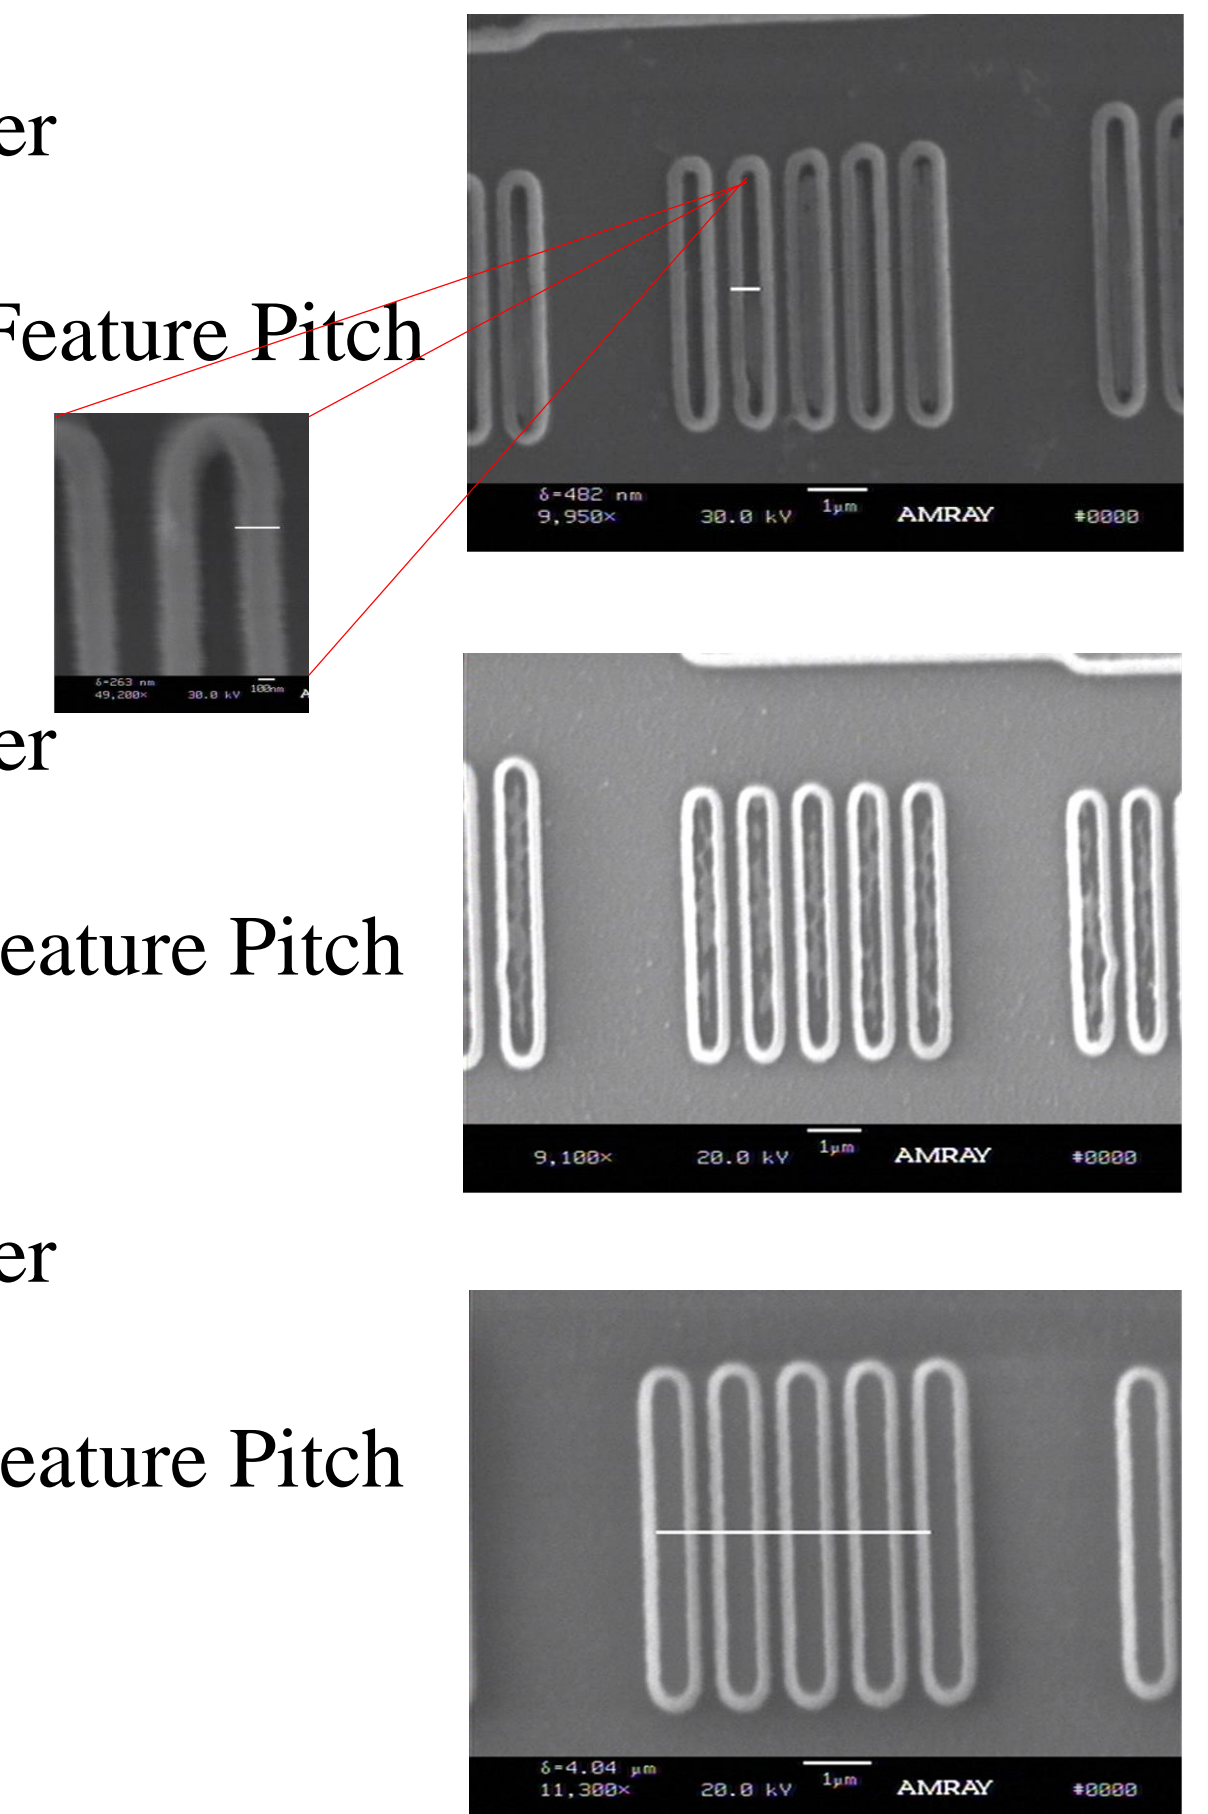 er
Feature Pitch
δ=482 nm
9,950× 30.0 kV 1µm AMRAY #0000
δ=263 nm
49,200× 30.0 kV 100nm A
er
eature Pitch
9,100× 20.0 kV 1µm AMRAY #0000
er
eature Pitch
δ=4.04 µm
11,300× 20.0 kV 1µm AMRAY #0000